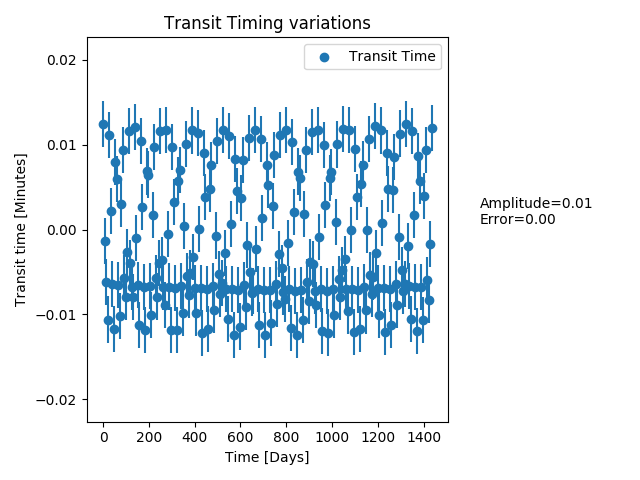 Transit Timing variations
Transit Time
Transit time [Minutes]
0.02
0.01
0.00
−0.01
−0.02
0 200 400 600 800 1000 1200 1400
Time [Days]
Amplitude=0.01
Error=0.00